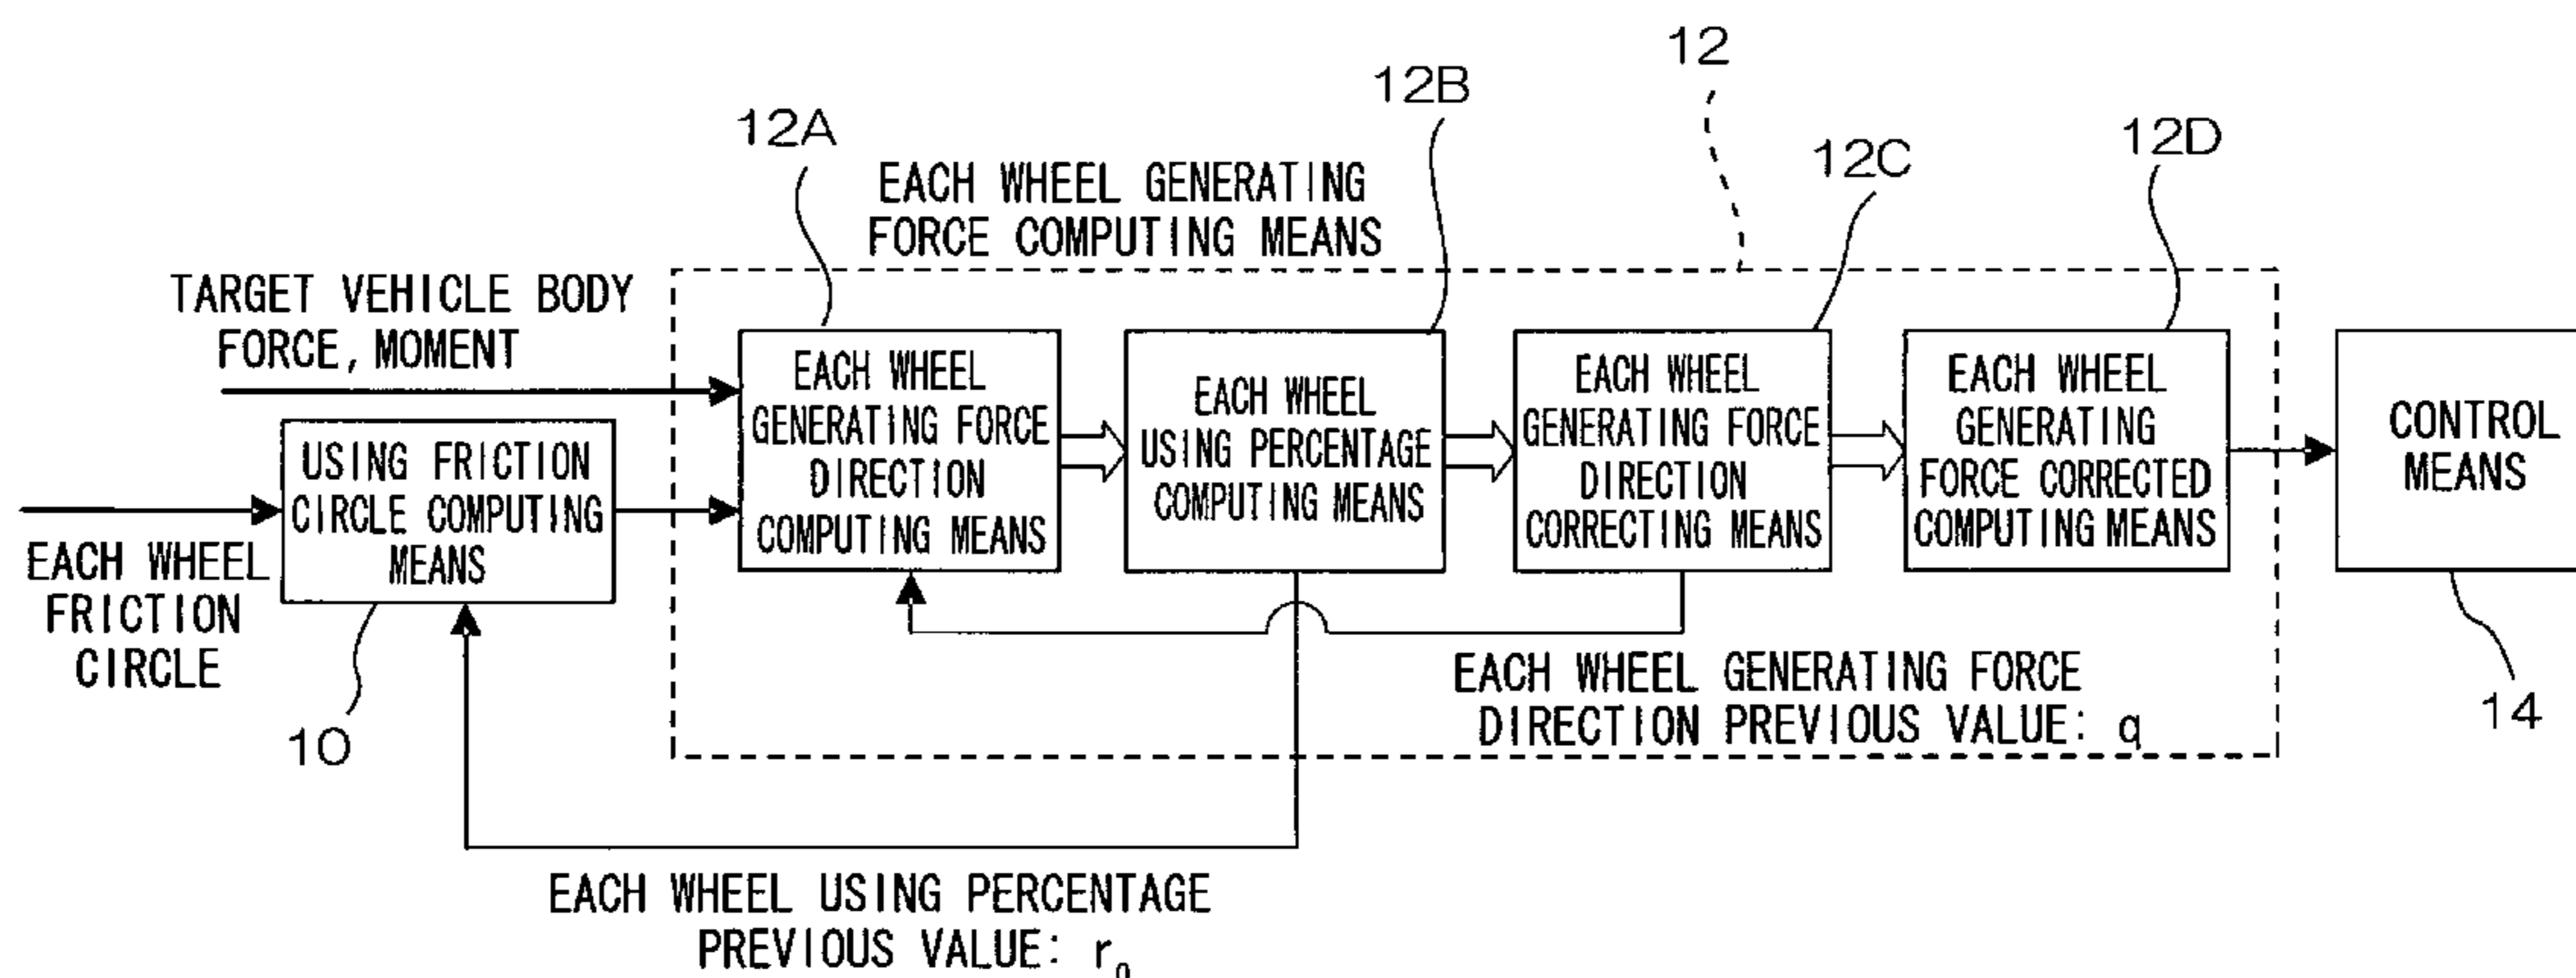 12
12B
12A
12D
12C
EACH WHEEL GENERATING
FORCE COMPUTING MEANS
TARGET VEHICLE BODY
FORCE, MOMENT
EACH WHEEL
GENERATING FORCE
DIRECTION
COMPUTING MEANS
EACH WHEEL
USING PERCENTAGE
COMPUTING MEANS
EACH WHEEL
GENERATING FORCE
DIRECTION
CORRECTING MEANS
EACH WHEEL
GENERATING
FORCE CORRECTED
COMPUTING MEANS
CONTROL
MEANS
USING FRICTION
CIRCLE COMPUTING
MEANS
EACH WHEEL
FRICTION
CIRCLE
10
EACH WHEEL GENERATING FORCE
DIRECTION PREVIOUS VALUE: q
14
EACH WHEEL USING PERCENTAGE
PREVIOUS VALUE: r₀